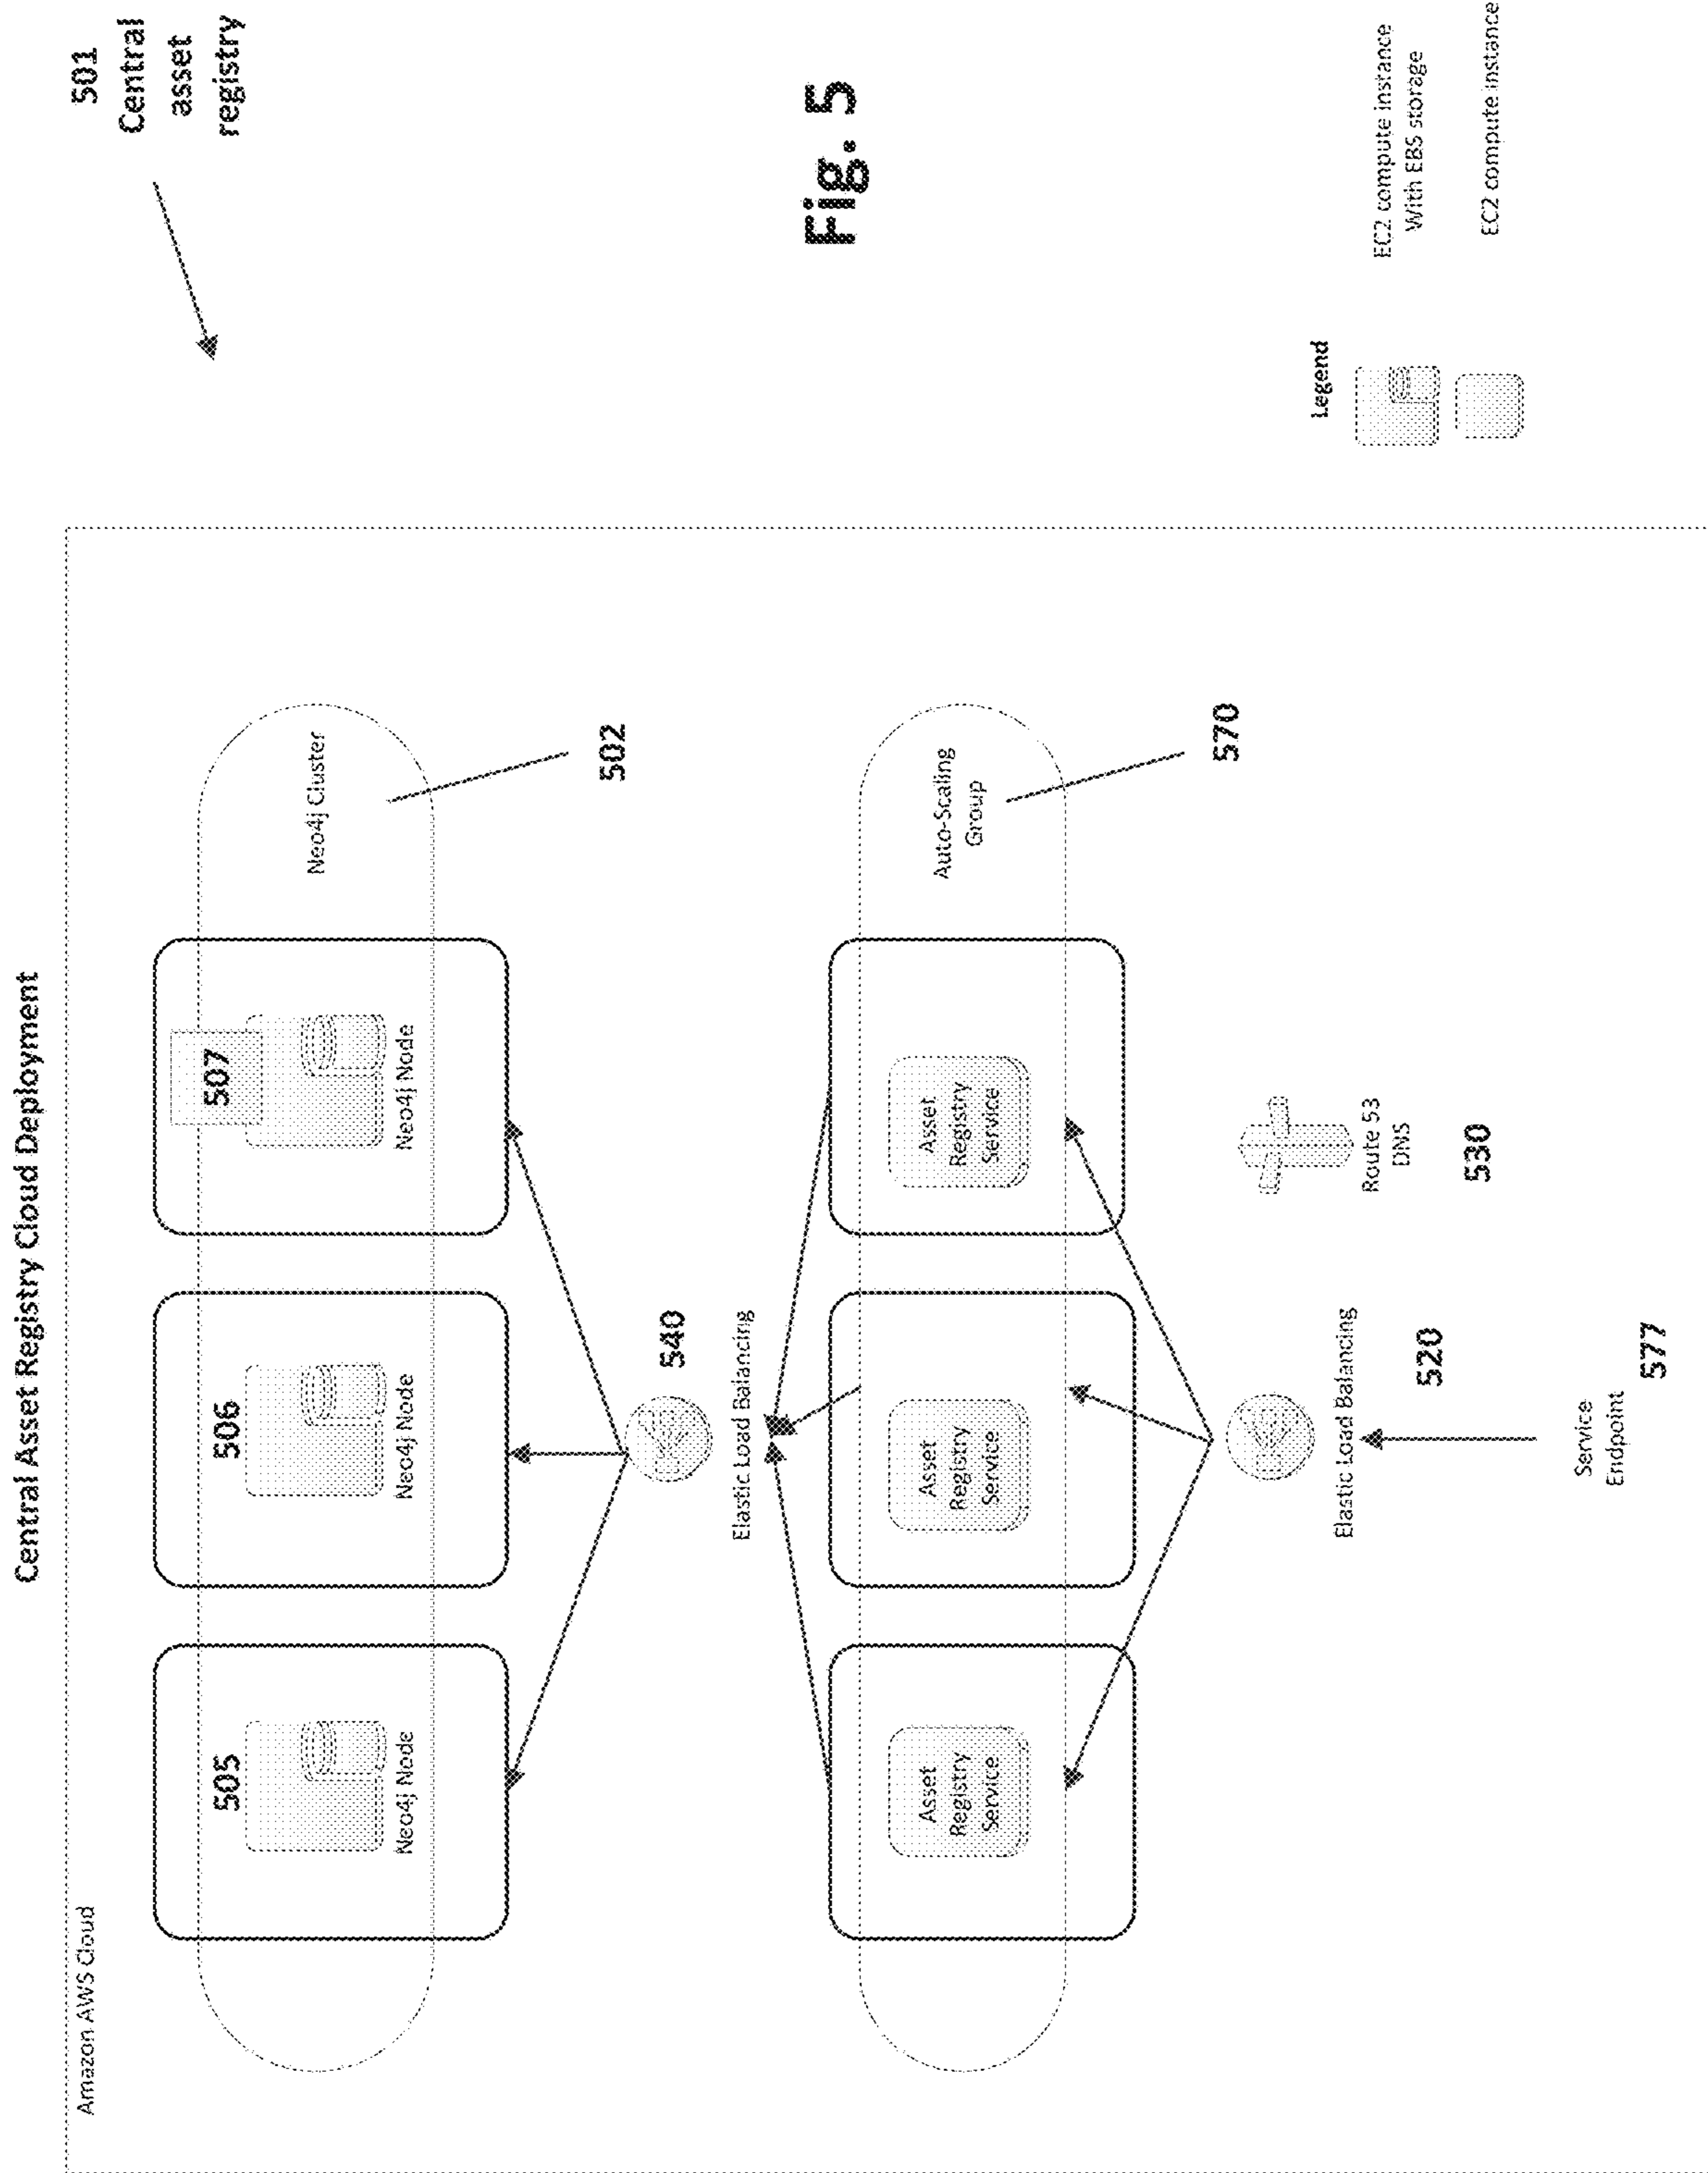 Central Asset Registry Cloud Deployment
501
Central
asset
registry
Amazon AWS Cloud
505
506
507
Neo4j Node
Neo4j Node
Neo4j Node
Neo4j Cluster
502
540
Elastic Load Balancing
Fig. 5
Asset
Registry
Service
Asset
Registry
Service
Asset
Registry
Service
Auto-Scaling
Group
570
Elastic Load Balancing
520
Route 53
DNS
530
Service
Endpoint
577
Legend
EC2 compute instance
With EBS storage
EC2 compute instance